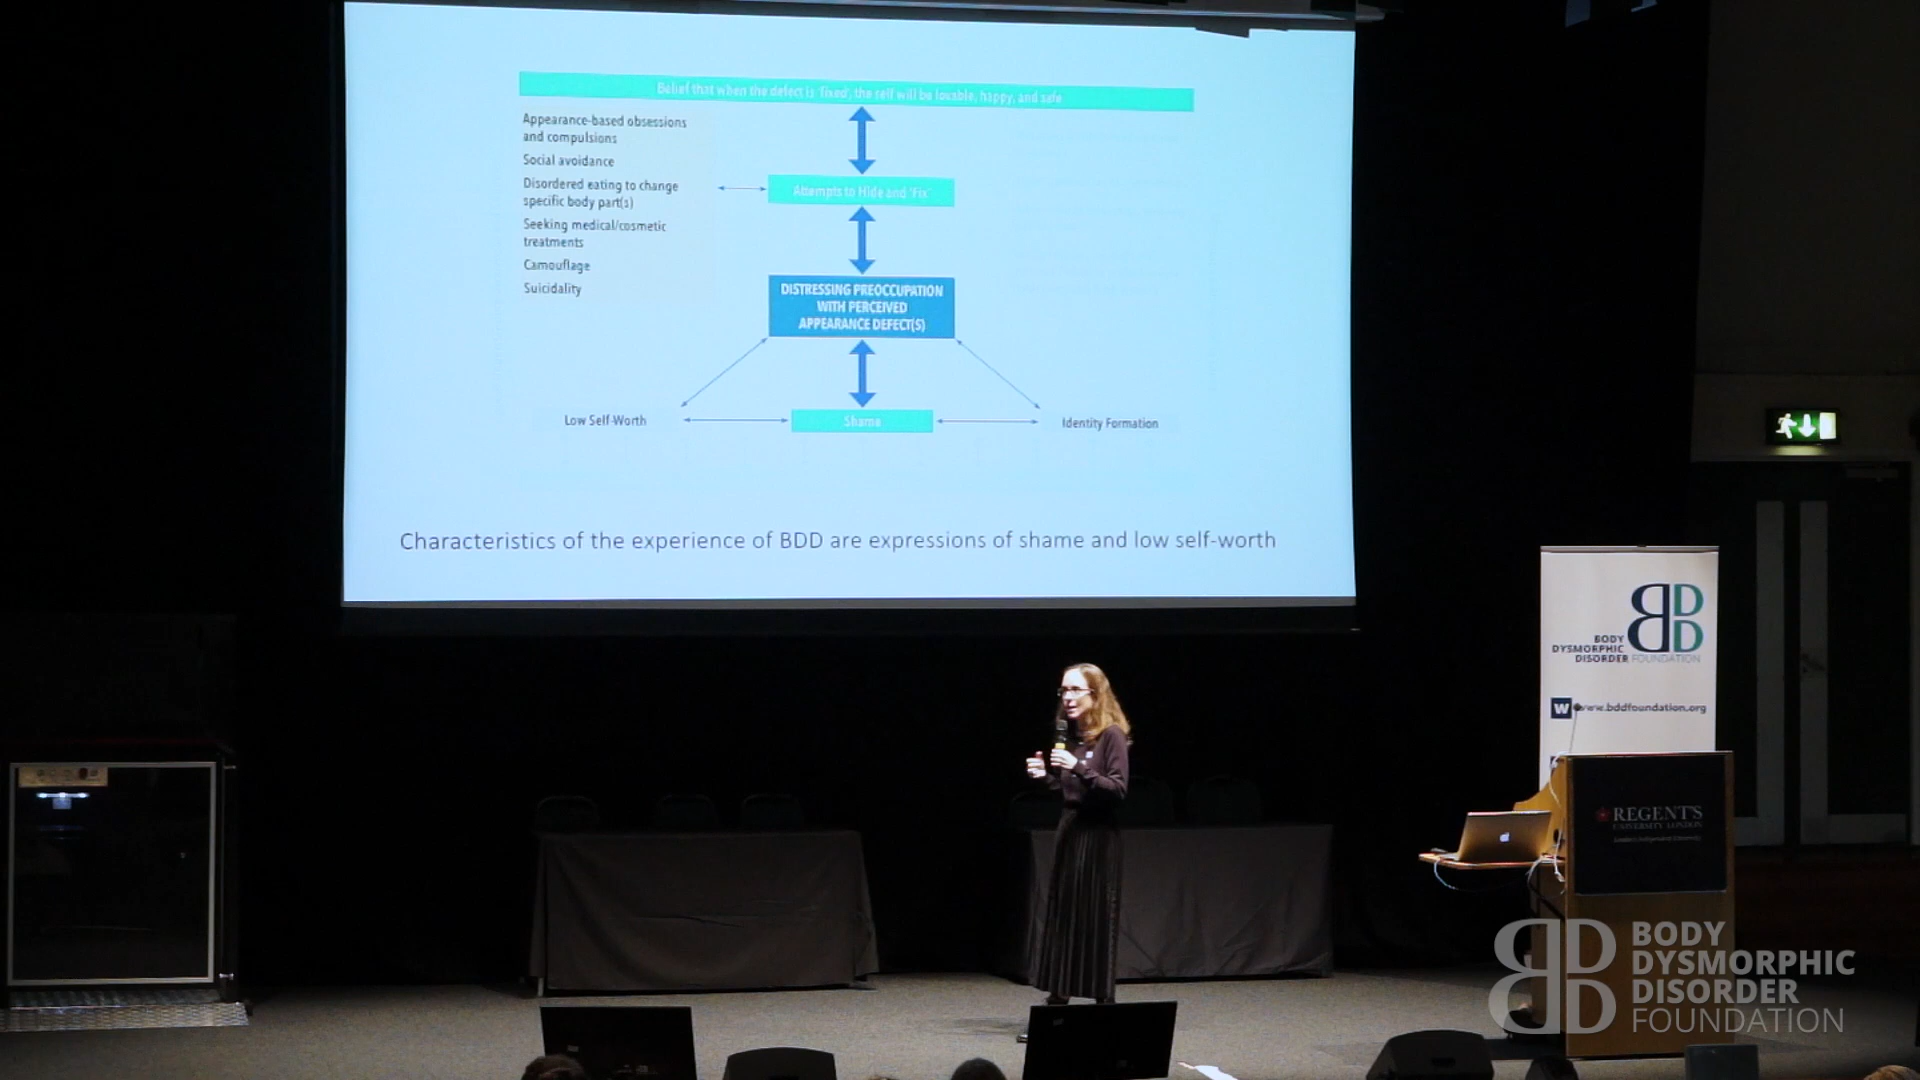 Belief that when the defect is 'fixed', the self will be lovable, happy, and safe
Appearance-based obsessions
and compulsions
Social avoidance
Disordered eating to change
specific body part(s)
Seeking medical/cosmetic
treatments
Camouflage
Suicidality
Attempts to Hide and 'Fix'
DISTRESSING PREOCCUPATION
WITH PERCEIVED
APPEARANCE DEFECT(S)
Low Self-Worth
Shame
Identity Formation
Characteristics of the experience of BDD are expressions of shame and low self-worth
BDD
BODY
DYSMORPHIC
DISORDER FOUNDATION
W www.bddfoundation.org
REGENT'S
UNIVERSITY LONDON
BDD
BODY
DYSMORPHIC
DISORDER
FOUNDATION